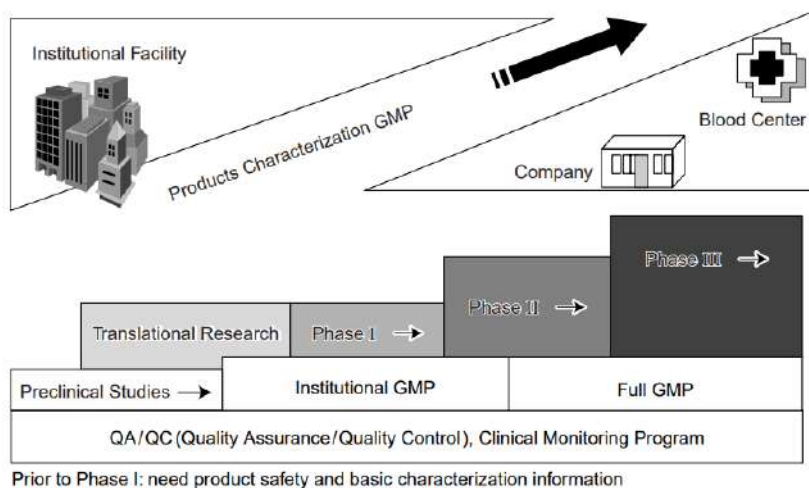 Institutional Facility
Products Characterization GMP
Blood Center
Company
Phase III →
Phase II →
Translational Research
Phase I →
Preclinical Studies →
Institutional GMP
Full GMP
QA/QC (Quality Assurance/Quality Control), Clinical Monitoring Program
Prior to Phase I: need product safety and basic characterization information